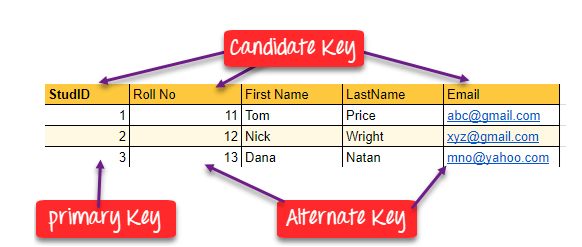 Candidate Key
StudID Roll No First Name LastName Email
1 11 Tom Price abc@gmail.com
2 12 Nick Wright xyz@gmail.com
3 13 Dana Natan mno@yahoo.com
primary Key Alternate Key